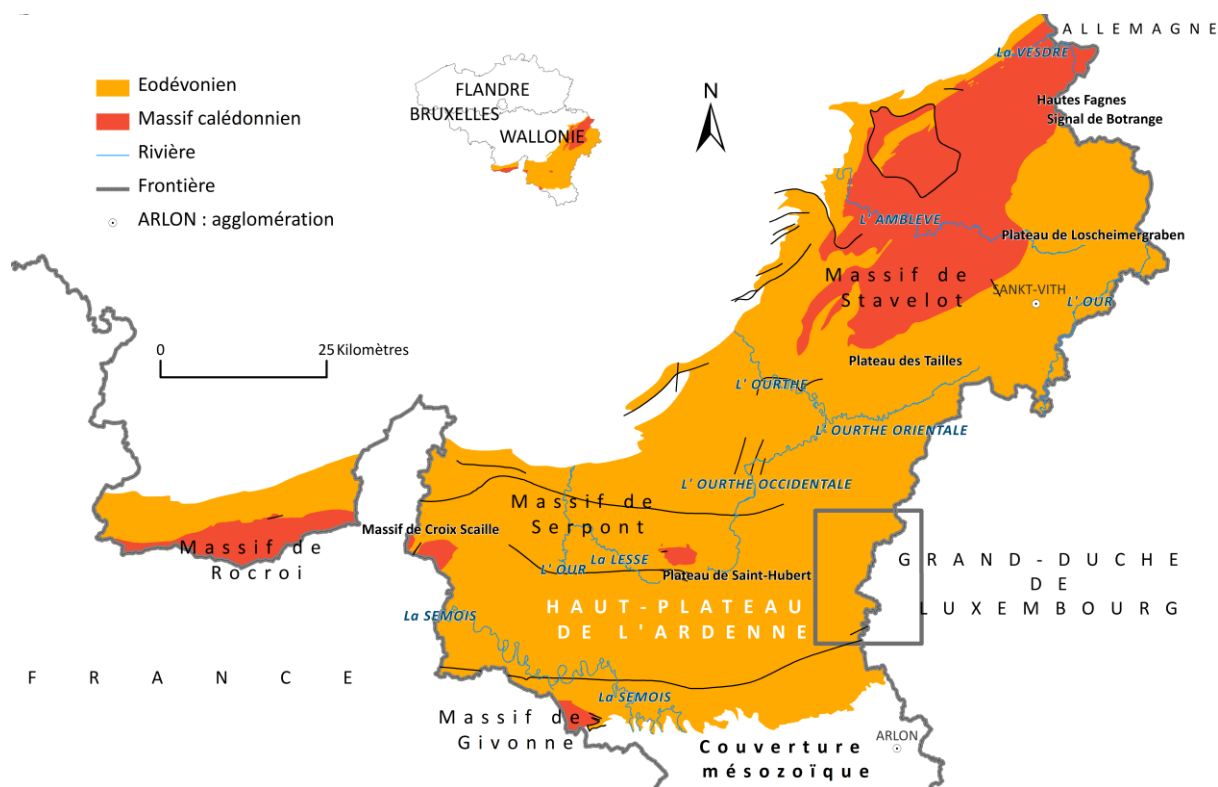 ALLEMAGNE
La VESDRE
Eodévonien
Massif calédonnien
Rivière
Frontière
ARLON : agglomération
FLANDRE
BRUXELLES
WALLONIE
N
Hautes Fagnes
Signal de Botrange
L' AMBLEVE
Plateau de Loscheimergraben
Massif de
Stavelot
SANKT-VITH
L' OUR
0 25 Kilomètres
Plateau des Tailles
L' OURTHE
L' OURTHE ORIENTALE
L' OURTHE OCCIDENTALE
Massif de
Serpont
Massif de Croix Scaille
Massif de
Rocroi
La LESSE
L' OUR
Plateau de Saint-Hubert
GRAND-DUCHE
DE
LUXEMBOURG
HAUT-PLATEAU
DE L'ARDENNE
La SEMOIS
FRANCE
La SEMOIS
Massif de
Givonne
ARLON
Couverture
mésozoïque